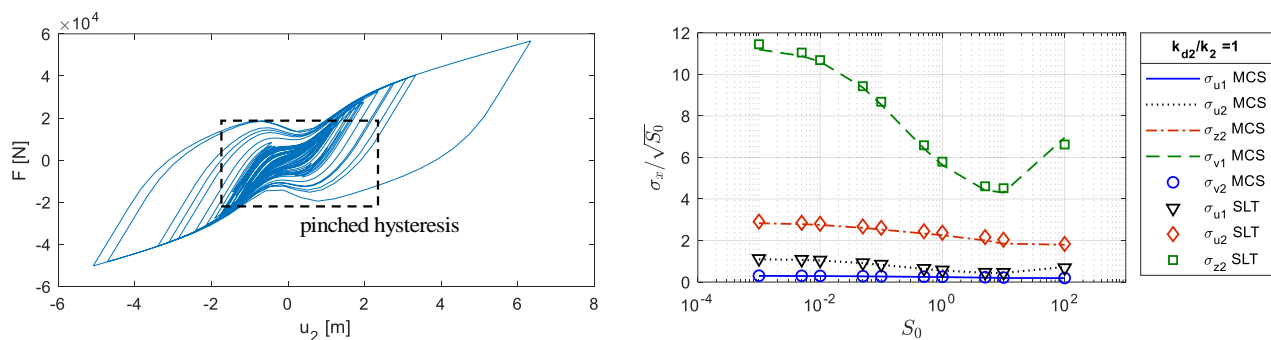 ×10^4
6
4
2
0
-2
-4
-6
F [N]
-6 -4 -2 0 2 4 6 8
u_2 [m]
pinched hysteresis
12
10
8
6
4
2
0
σ_x/√S_0
10^-4 10^-2 10^0 10^2
S_0
k_d2/k_2 =1
σ_u1 MCS
σ_u2 MCS
σ_z2 MCS
σ_v1 MCS
σ_v2 MCS
σ_u1 SLT
σ_u2 SLT
σ_z2 SLT